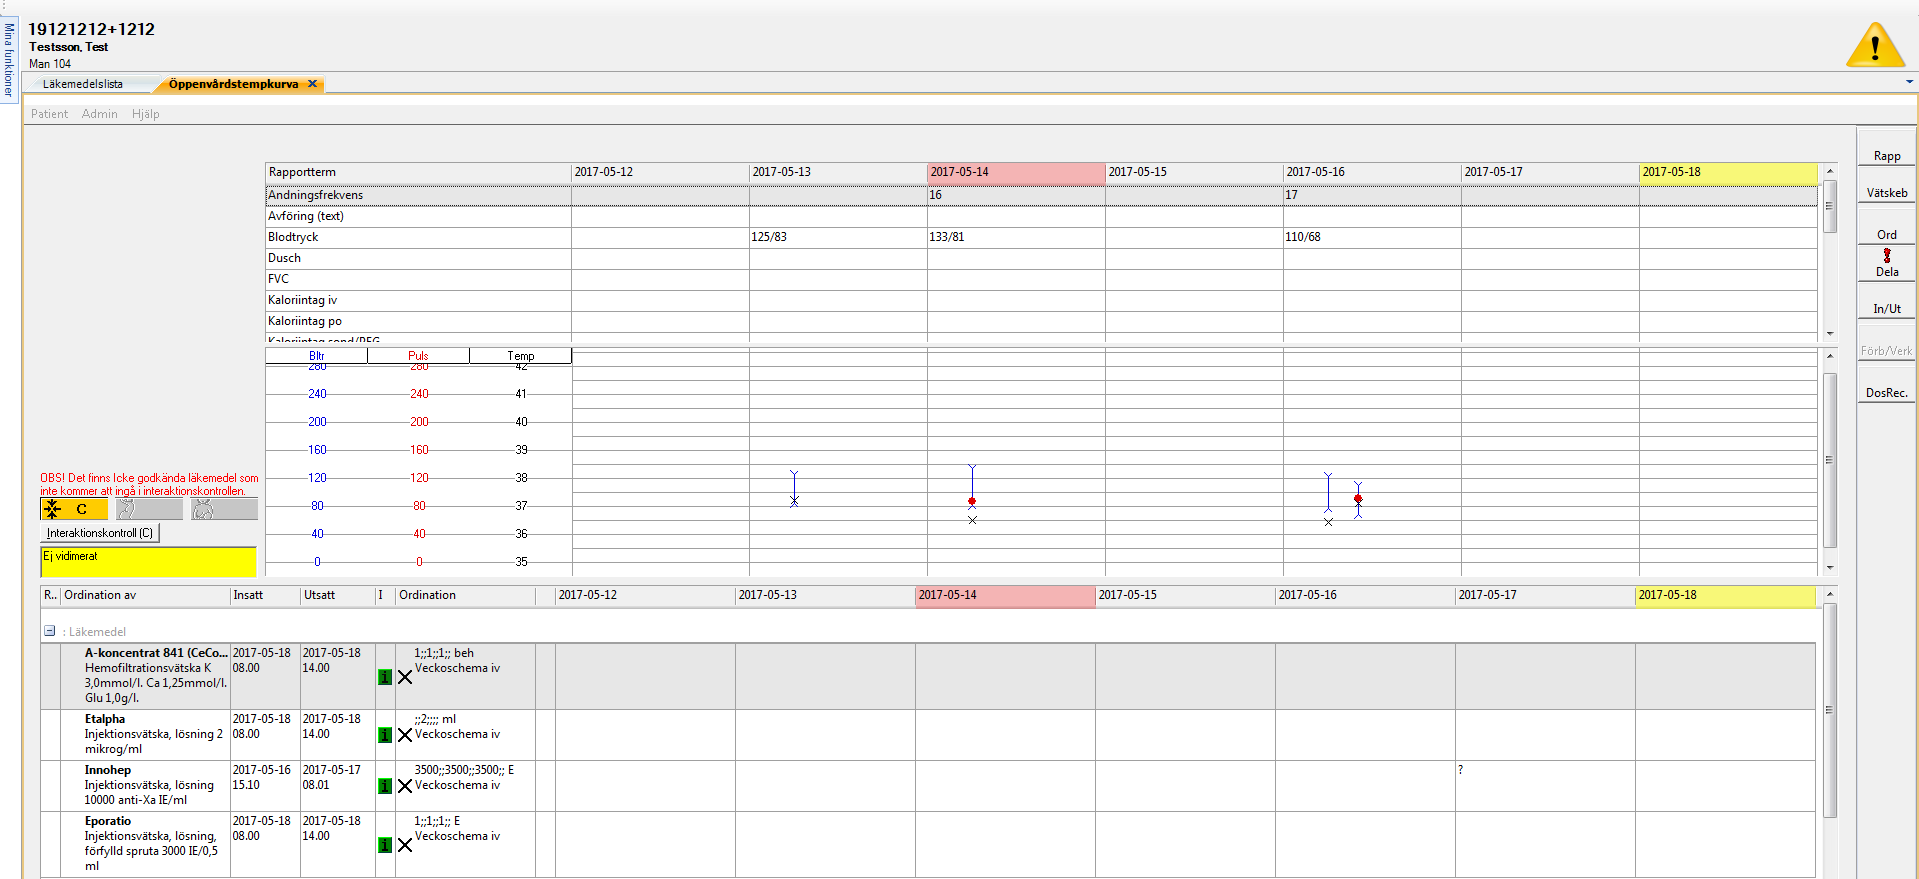 Mina funktioner
19121212+1212
Testsson, Test
Man 104
Läkemedelslista Öppenvårdstempkurva X
Patient Admin Hjälp
Rapportterm 2017-05-12 2017-05-13 2017-05-14 2017-05-15 2017-05-16 2017-05-17 2017-05-18
Andningsfrekvens 16 17
Avföring (text)
Blodtryck 125/83 133/81 110/68
Dusch
FVC
Kaloriintag iv
Kaloriintag po
Kaloriintag sond/PEG
Rapp
Vätskeb
Ord
Dela
In/Ut
Förb/Verk
DosRec.
Bltr Puls Temp
280 280 42
240 240 41
200 200 40
160 160 39
120 120 38
80 80 37
40 40 36
0 0 35
OBS! Det finns Icke godkända läkemedel som
inte kommer att ingå i interaktionskontrollen.
C
Interaktionskontroll (C)
Ej vidimerat
R.. Ordination av Insatt Utsatt I Ordination 2017-05-12 2017-05-13 2017-05-14 2017-05-15 2017-05-16 2017-05-17 2017-05-18
: Läkemedel
A-koncentrat 841 (CeCo... 2017-05-18 2017-05-18 1;;1;;1;; beh
Hemofiltrationsvätska K 08.00 14.00 i Veckoschema iv
3,0mmol/l. Ca 1,25mmol/l.
Glu 1,0g/l.
Etalpha 2017-05-18 2017-05-18 ;;2;;;; ml
Injektionsvätska, lösning 2 08.00 14.00 i Veckoschema iv
mikrog/ml
Innohep 2017-05-16 2017-05-17 3500;;3500;;3500;; E ?
Injektionsvätska, lösning 15.10 08.01 i Veckoschema iv
10000 anti-Xa IE/ml
Eporatio 2017-05-18 2017-05-18 1;;1;;1;; E
Injektionsvätska, lösning, 08.00 14.00 i Veckoschema iv
förfylld spruta 3000 IE/0,5
ml